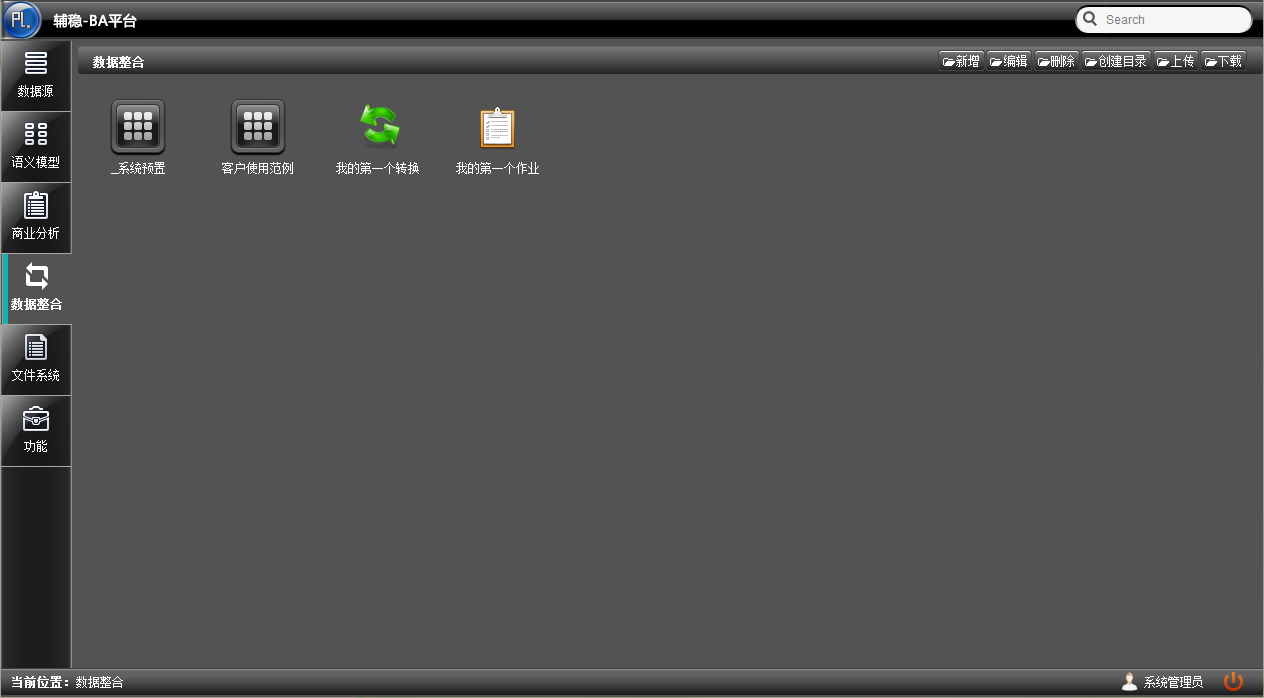 PL.
辅稳-BA平台
Search
数据源
语义模型
商业分析
数据整合
文件系统
功能
数据整合
新增
编辑
删除
创建目录
上传
下载
_系统预置
客户使用范例
我的第一个转换
我的第一个作业
当前位置：数据整合
系统管理员